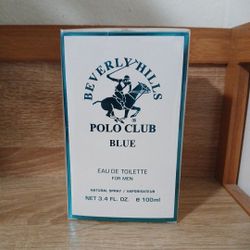 BEVERLY HILLS
POLO CLUB
BLUE
EAU DE TOILETTE
FOR MEN
NATURAL SPRAY / VAPORISATEUR
NET 3.4 FL. OZ. e 100ml